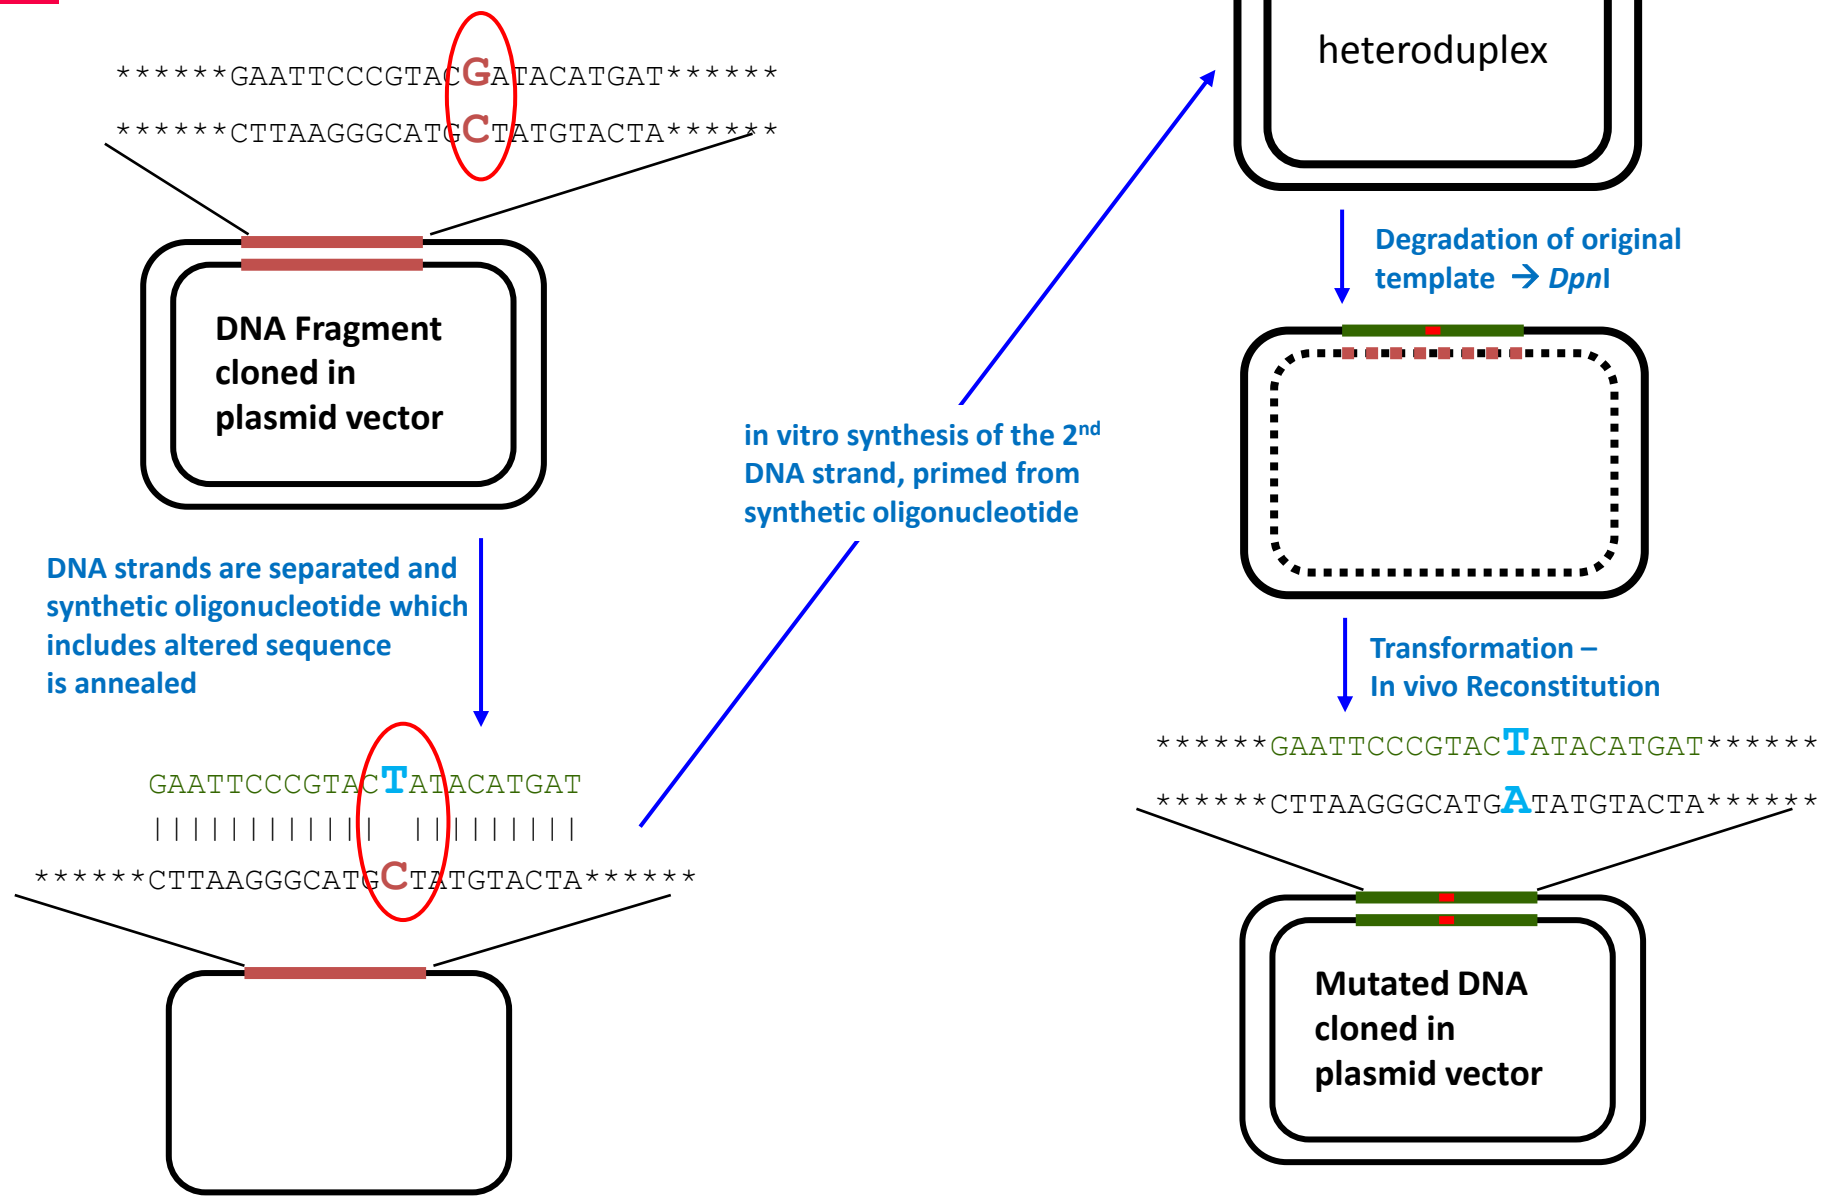 ******GAATTCCCGTACGATACATGAT******
******CTTAAGGGCATGCTATGTACTA******
DNA Fragment
cloned in
plasmid vector
DNA strands are separated and
synthetic oligonucleotide which
includes altered sequence
is annealed
GAATTCCCGTACTATACATGAT
|||||||||||| |||||||||
******CTTAAGGGCATGCTATGTACTA******
in vitro synthesis of the 2nd
DNA strand, primed from
synthetic oligonucleotide
heteroduplex
Degradation of original
template → DpnI
Transformation –
In vivo Reconstitution
******GAATTCCCGTACTATACATGAT******
******CTTAAGGGCATGATATGTACTA******
Mutated DNA
cloned in
plasmid vector